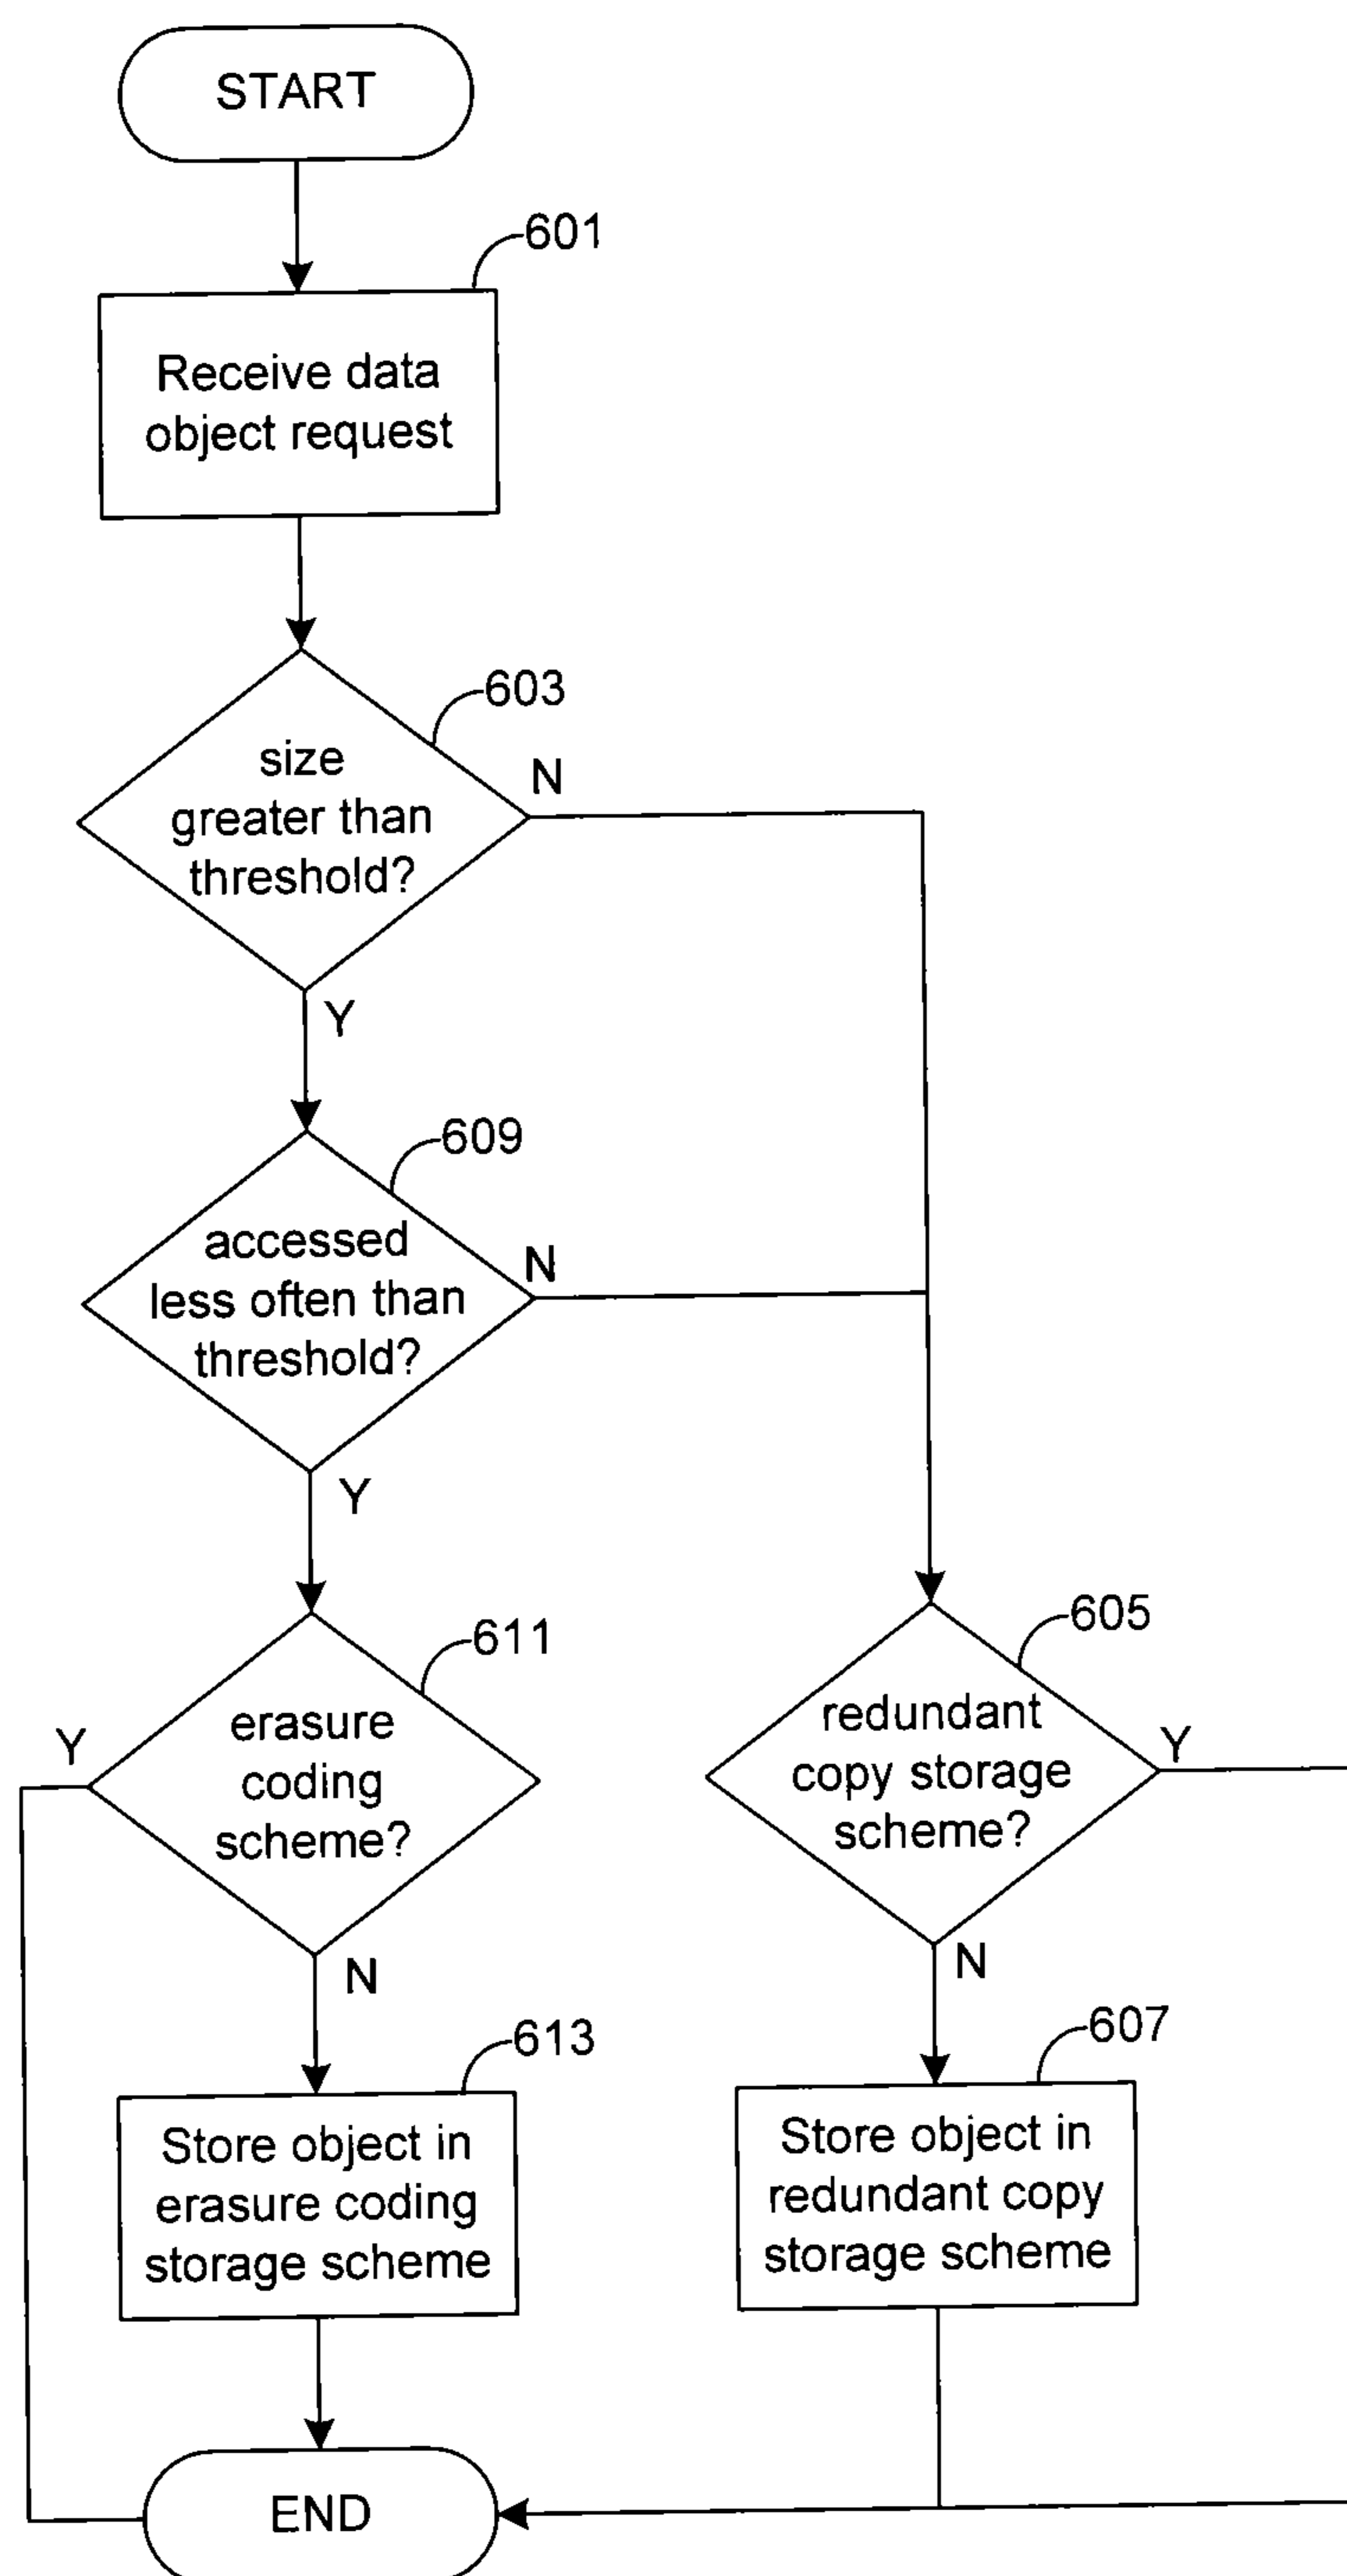 START
601
Receive data
object request
603
size
greater than
threshold?
N
Y
609
accessed
less often than
threshold?
N
Y
611
erasure
coding
scheme?
Y
N
605
redundant
copy storage
scheme?
Y
N
613
Store object in
erasure coding
storage scheme
607
Store object in
redundant copy
storage scheme
END